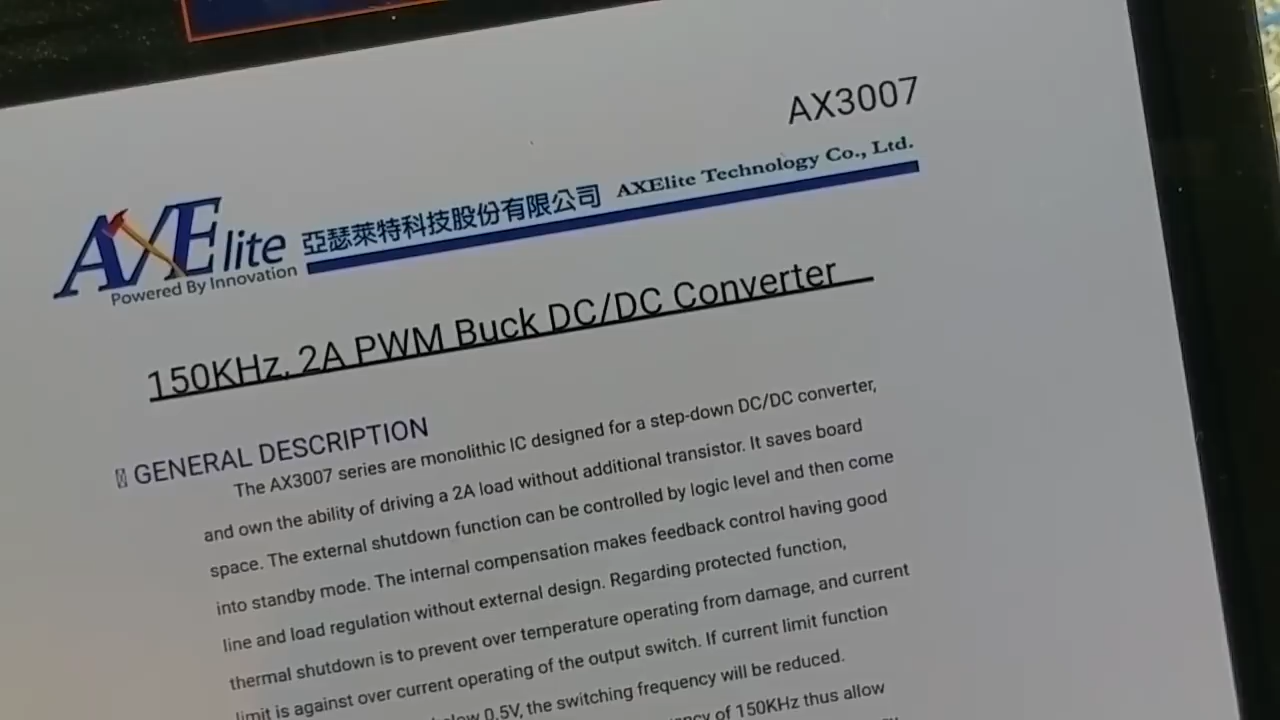 AX3007
AXElite
Powered By Innovation
亞瑟萊特科技股份有限公司 AXElite Technology Co., Ltd.
150KHz, 2A PWM Buck DC/DC Converter
GENERAL DESCRIPTION
The AX3007 series are monolithic IC designed for a step-down DC/DC converter,
and own the ability of driving a 2A load without additional transistor. It saves board
space. The external shutdown function can be controlled by logic level and then come
into standby mode. The internal compensation makes feedback control having good
line and load regulation without external design. Regarding protected function,
thermal shutdown is to prevent over temperature operating from damage, and current
limit is against over current operating of the output switch. If current limit function
0.5V, the switching frequency will be reduced.
of 150KHz thus allow